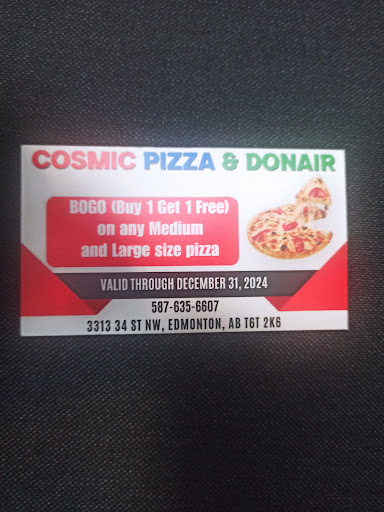 COSMIC PIZZA & DONAIR
BOGO (Buy 1 Get 1 Free)
on any Medium
and Large size pizza
VALID THROUGH DECEMBER 31, 2024
587-635-6607
3313 34 ST NW, EDMONTON, AB T6T 2K6